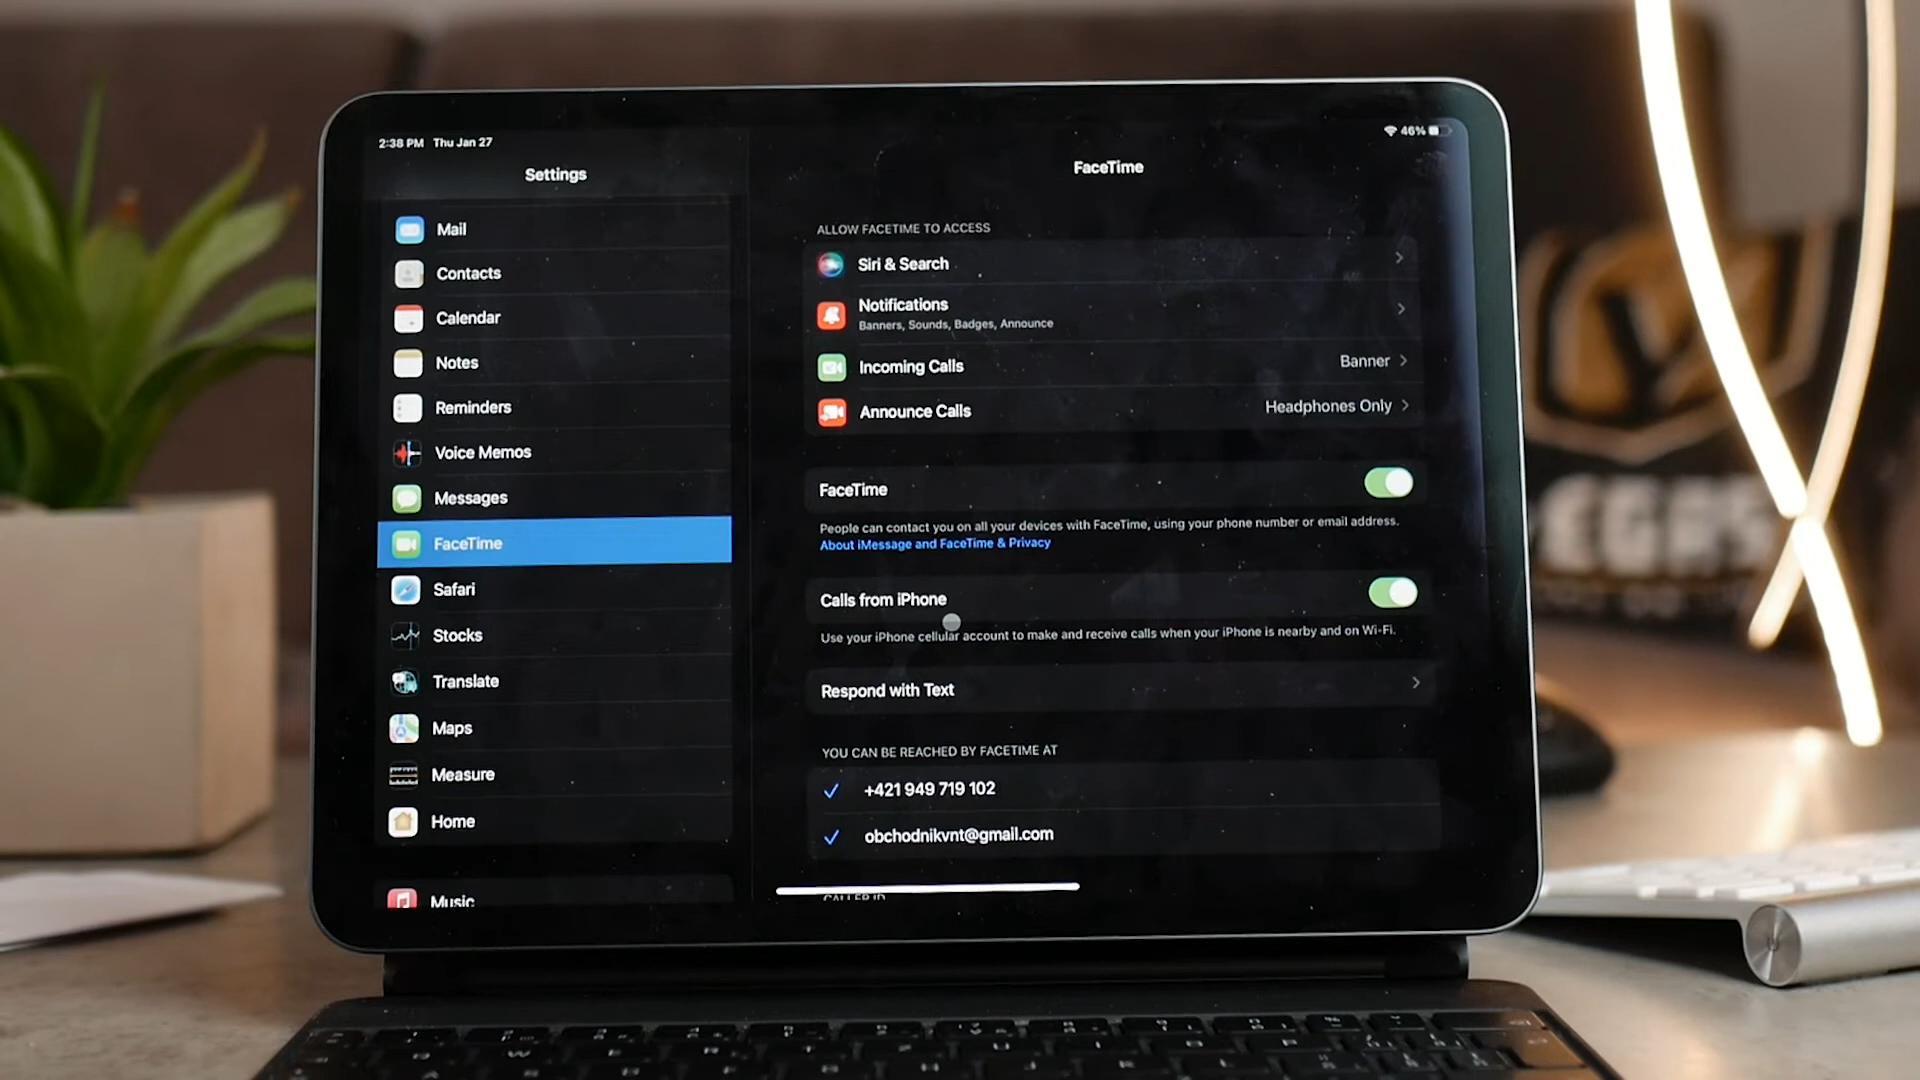 2:38 PM Thu Jan 27
46%
Settings
Mail
Contacts
Calendar
Notes
Reminders
Voice Memos
Messages
FaceTime
Safari
Stocks
Translate
Maps
Measure
Home
Music
FaceTime
ALLOW FACETIME TO ACCESS
Siri & Search
Notifications
Banners, Sounds, Badges, Announce
Incoming Calls
Banner
Announce Calls
Headphones Only
FaceTime
People can contact you on all your devices with FaceTime, using your phone number or email address.
About iMessage and FaceTime & Privacy
Calls from iPhone
Use your iPhone cellular account to make and receive calls when your iPhone is nearby and on Wi-Fi.
Respond with Text
YOU CAN BE REACHED BY FACETIME AT
+421 949 719 102
obchodnikvnt@gmail.com
CALLER ID